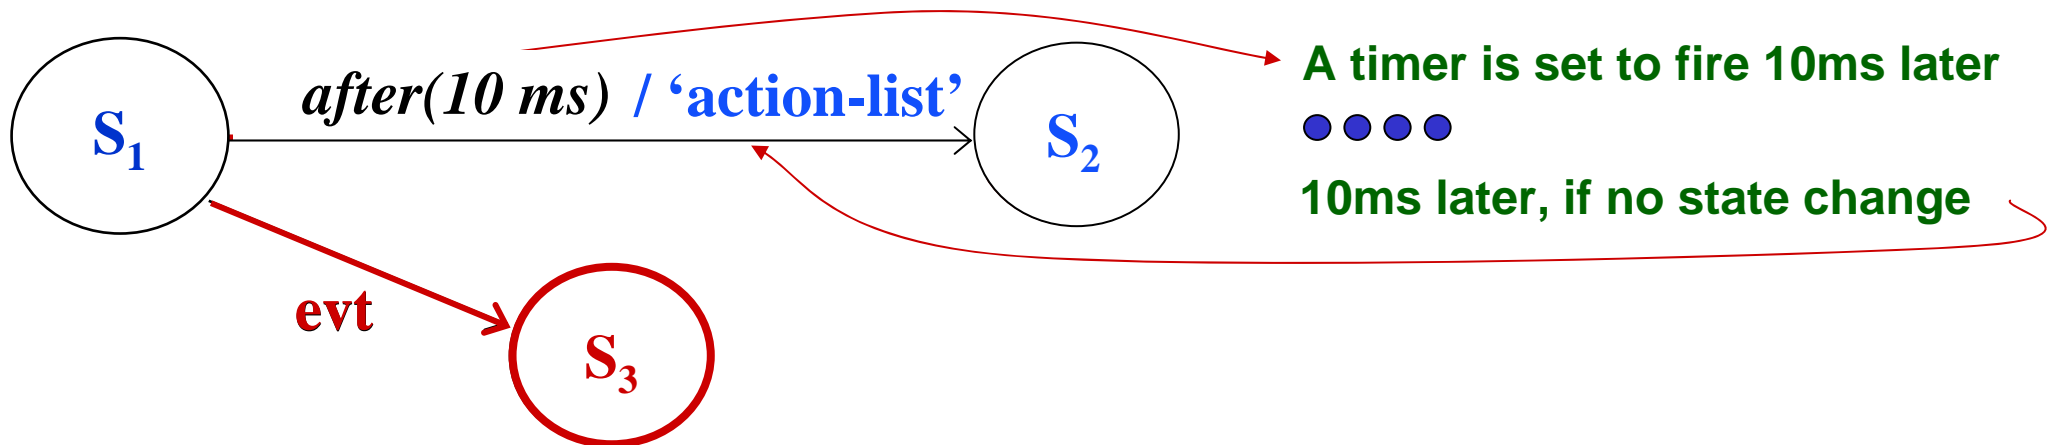 A timer is set to fire 10ms later
after(10 ms) / ‘action-list’
S1
S2
10ms later, if no state change
evt
S3